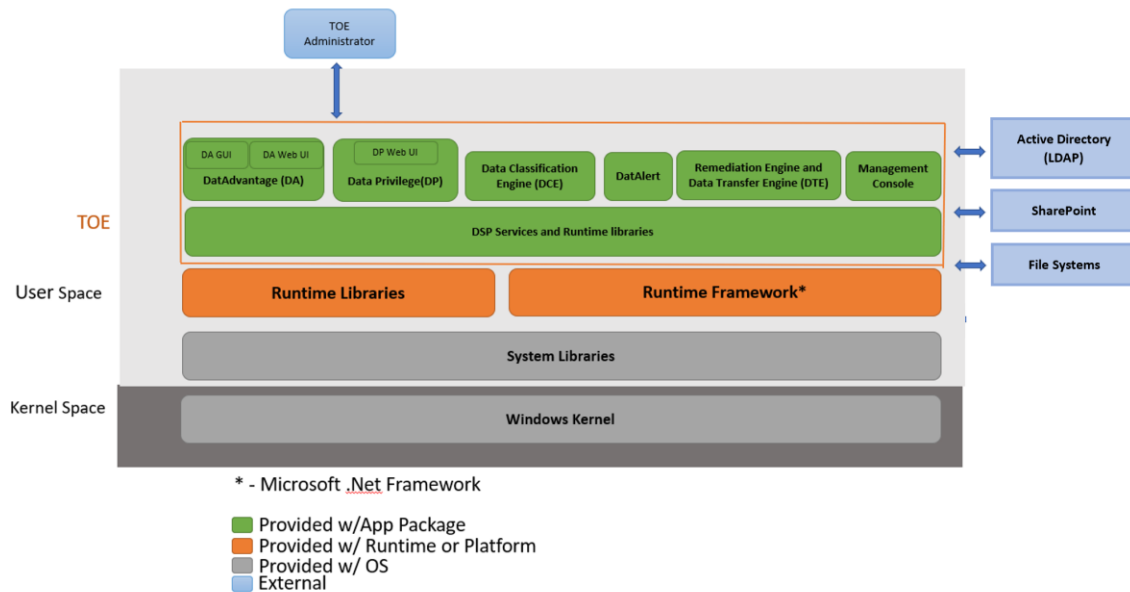 TOE
Administrator
DA GUI
DA Web UI
DatAdvantage (DA)
DP Web UI
Data Privilege(DP)
Data Classification
Engine (DCE)
DatAlert
Remediation Engine and
Data Transfer Engine (DTE)
Management
Console
Active Directory
(LDAP)
SharePoint
File Systems
TOE
DSP Services and Runtime libraries
User Space
Runtime Libraries
Runtime Framework*
System Libraries
Kernel Space
Windows Kernel
* - Microsoft .Net Framework
Provided w/App Package
Provided w/ Runtime or Platform
Provided w/ OS
External